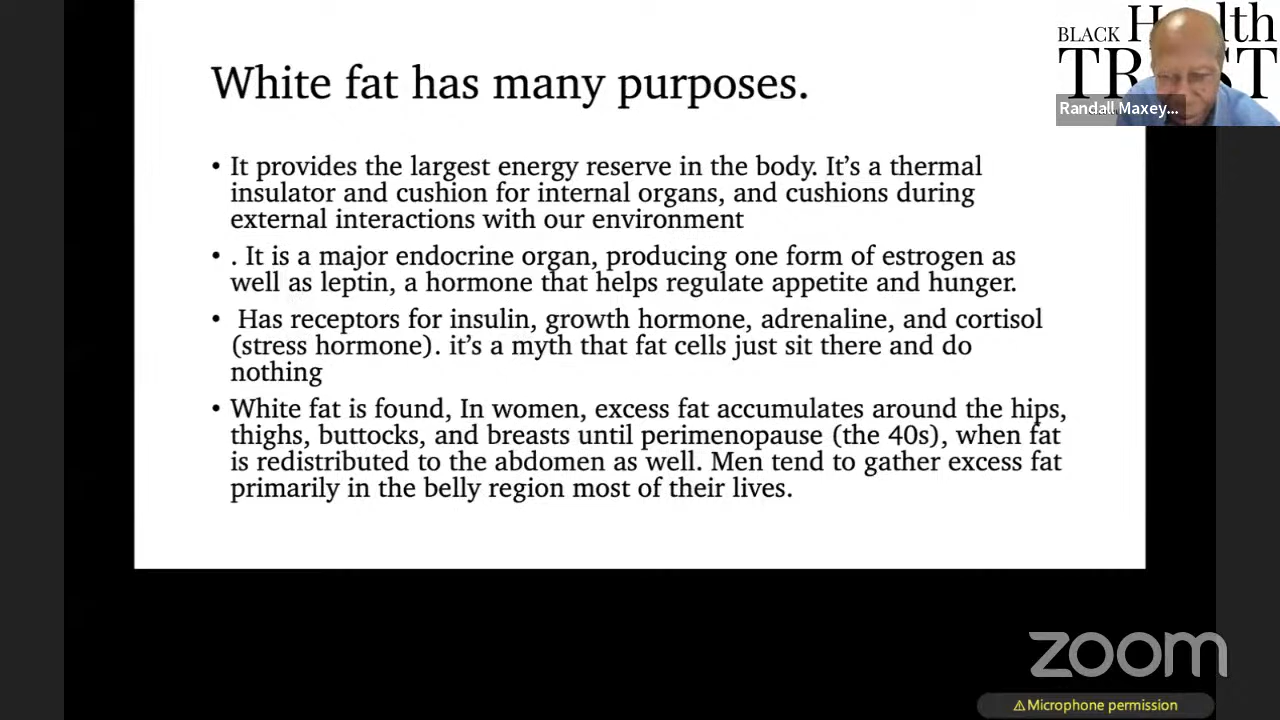 White fat has many purposes.
• It provides the largest energy reserve in the body. It’s a thermal
insulator and cushion for internal organs, and cushions during
external interactions with our environment
• . It is a major endocrine organ, producing one form of estrogen as
well as leptin, a hormone that helps regulate appetite and hunger.
• Has receptors for insulin, growth hormone, adrenaline, and cortisol
(stress hormone). it’s a myth that fat cells just sit there and do
nothing
• White fat is found, In women, excess fat accumulates around the hips,
thighs, buttocks, and breasts until perimenopause (the 40s), when fat
is redistributed to the abdomen as well. Men tend to gather excess fat
primarily in the belly region most of their lives.
BLACK
Randall Maxey...
zoom
⚠Microphone permission